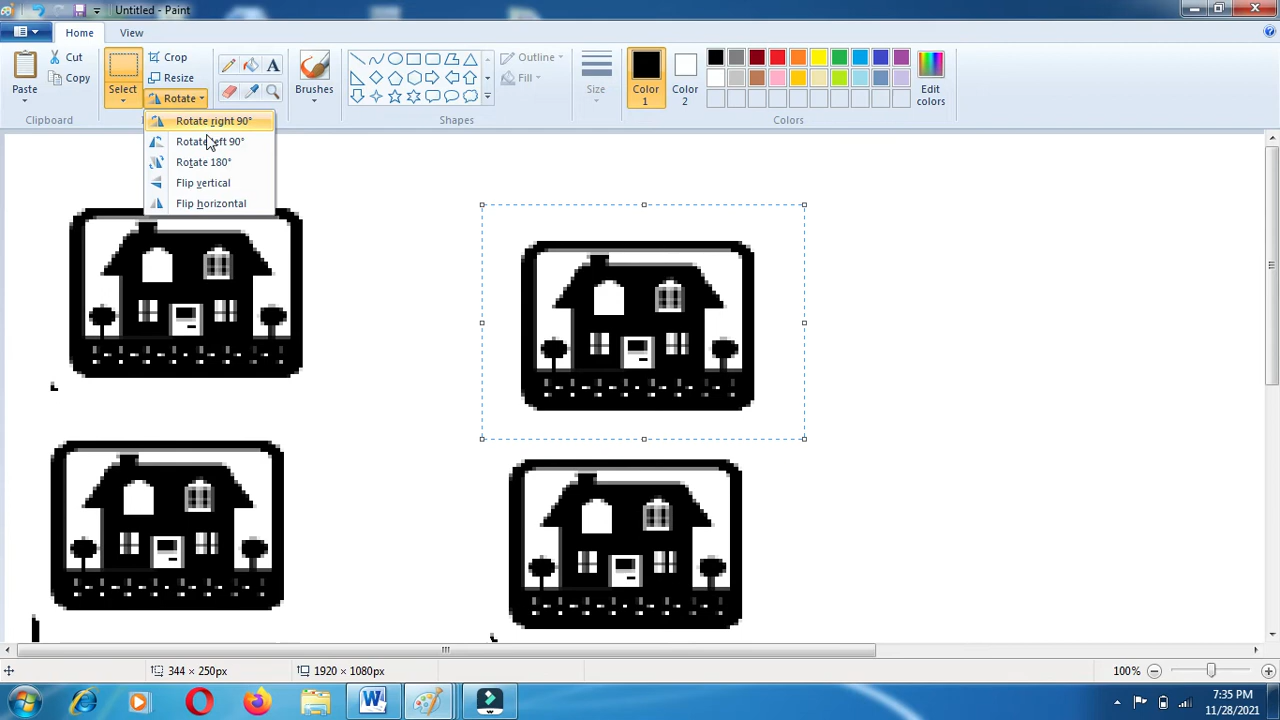 Untitled - Paint
Home View
Paste
Cut
Copy
Clipboard
Select
Crop
Resize
Rotate
Rotate right 90°
Rotate left 90°
Rotate 180°
Flip vertical
Flip horizontal
A
Brushes
Outline
Fill
Shapes
Size
Color 1
Color 2
Edit colors
Colors
344 × 250px
1920 × 1080px
100%
7:35 PM
11/28/2021